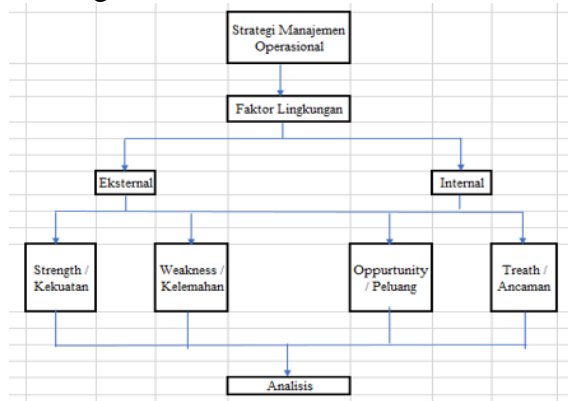 Strategi Manajemen
Operasional
Faktor Lingkungan
Eksternal
Internal
Strength /
Kekuatan
Weakness /
Kelemahan
Oppurtunity
/ Peluang
Treath /
Ancaman
Analisis